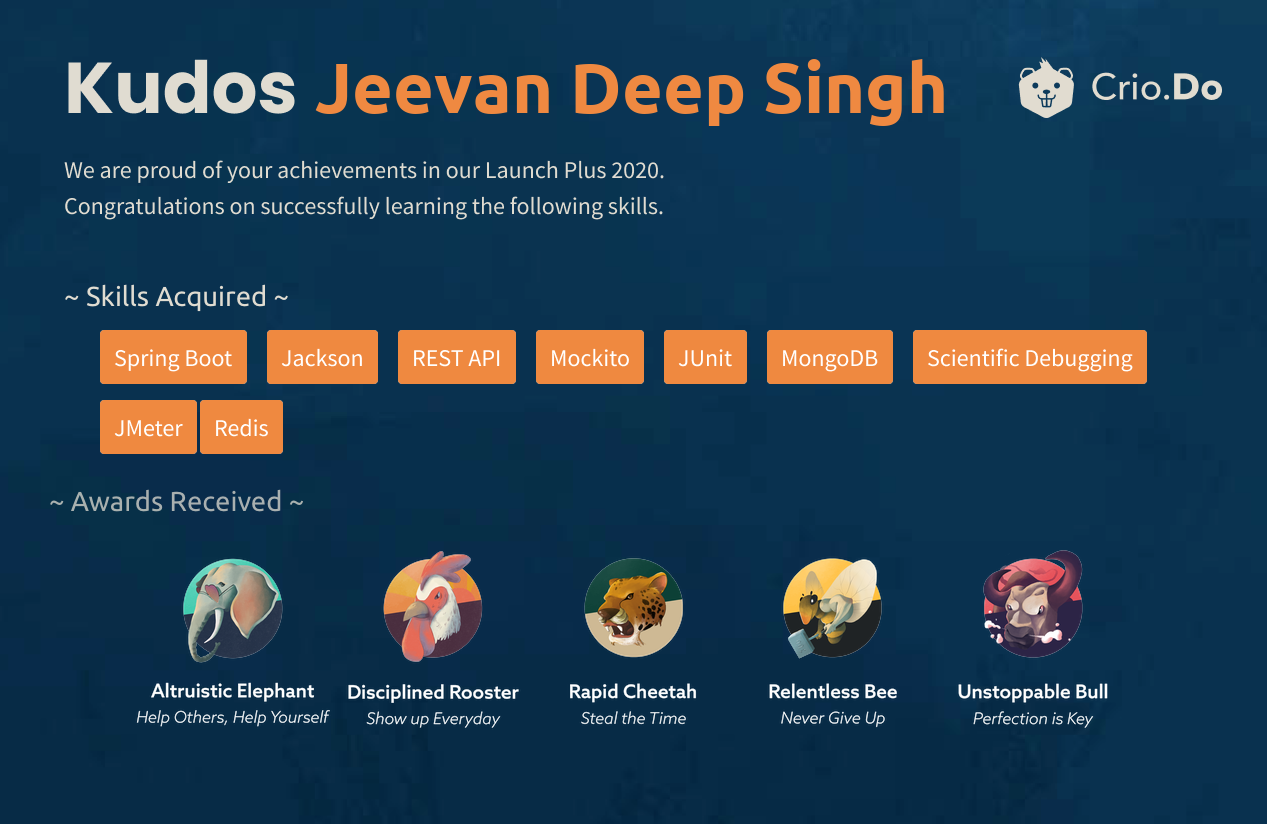 Kudos Jeevan Deep Singh
Crio.Do
We are proud of your achievements in our Launch Plus 2020.
Congratulations on successfully learning the following skills.
~ Skills Acquired ~
Spring Boot Jackson REST API Mockito JUnit MongoDB Scientific Debugging
JMeter Redis
~ Awards Received ~
Altruistic Elephant Disciplined Rooster Rapid Cheetah Relentless Bee Unstoppable Bull
Help Others, Help Yourself Show up Everyday Steal the Time Never Give Up Perfection is Key